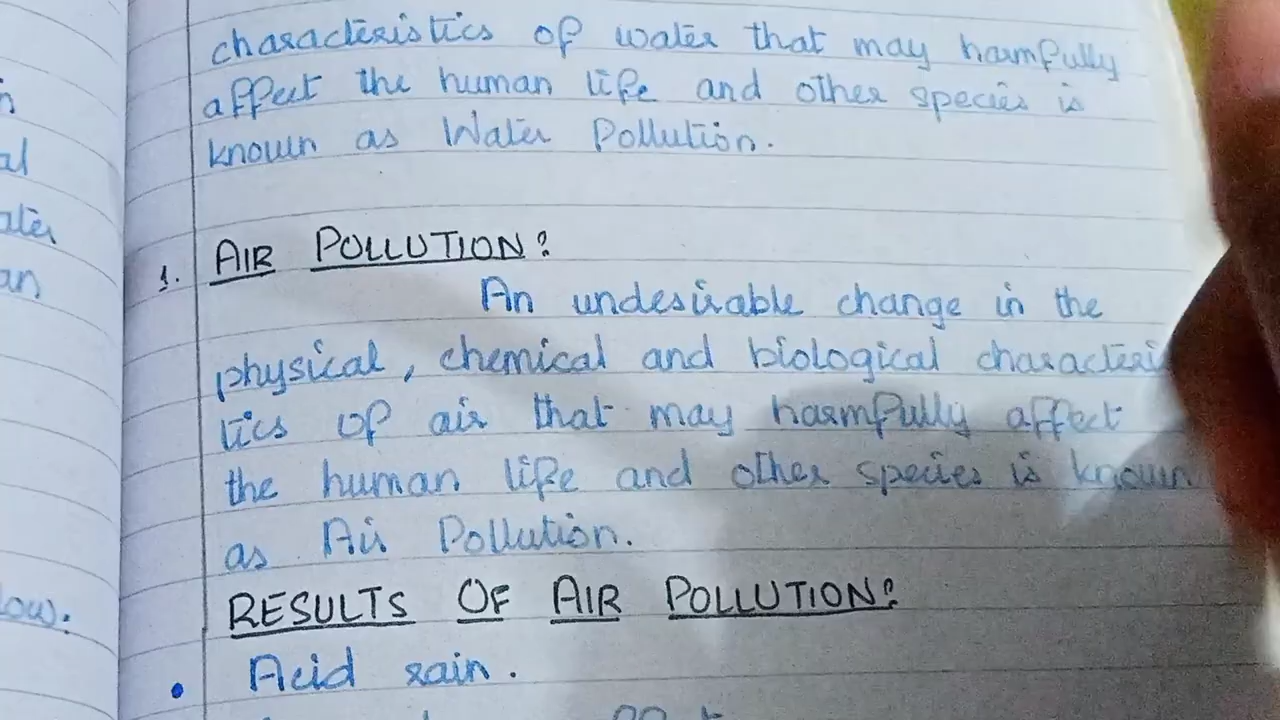 characteristics of water that may harmfully
affect the human life and other species is
known as Water Pollution.
1. AIR POLLUTION:
An undesirable change in the
physical, chemical and biological characteris
tics of air that may harmfully affect
the human life and other species is known
as Air Pollution.
RESULTS OF AIR POLLUTION:
• Acid rain.